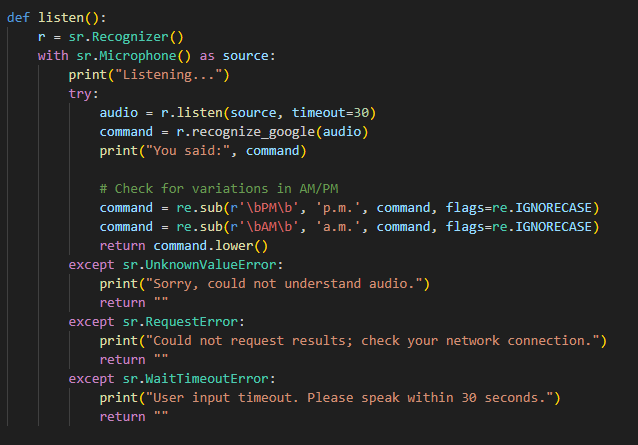 def listen():
    r = sr.Recognizer()
    with sr.Microphone() as source:
        print("Listening...")
        try:
            audio = r.listen(source, timeout=30)
            command = r.recognize_google(audio)
            print("You said:", command)

            # Check for variations in AM/PM
            command = re.sub(r'\bPM\b', 'p.m.', command, flags=re.IGNORECASE)
            command = re.sub(r'\bAM\b', 'a.m.', command, flags=re.IGNORECASE)
            return command.lower()
        except sr.UnknownValueError:
            print("Sorry, could not understand audio.")
            return ""
        except sr.RequestError:
            print("Could not request results; check your network connection.")
            return ""
        except sr.WaitTimeoutError:
            print("User input timeout. Please speak within 30 seconds.")
            return ""